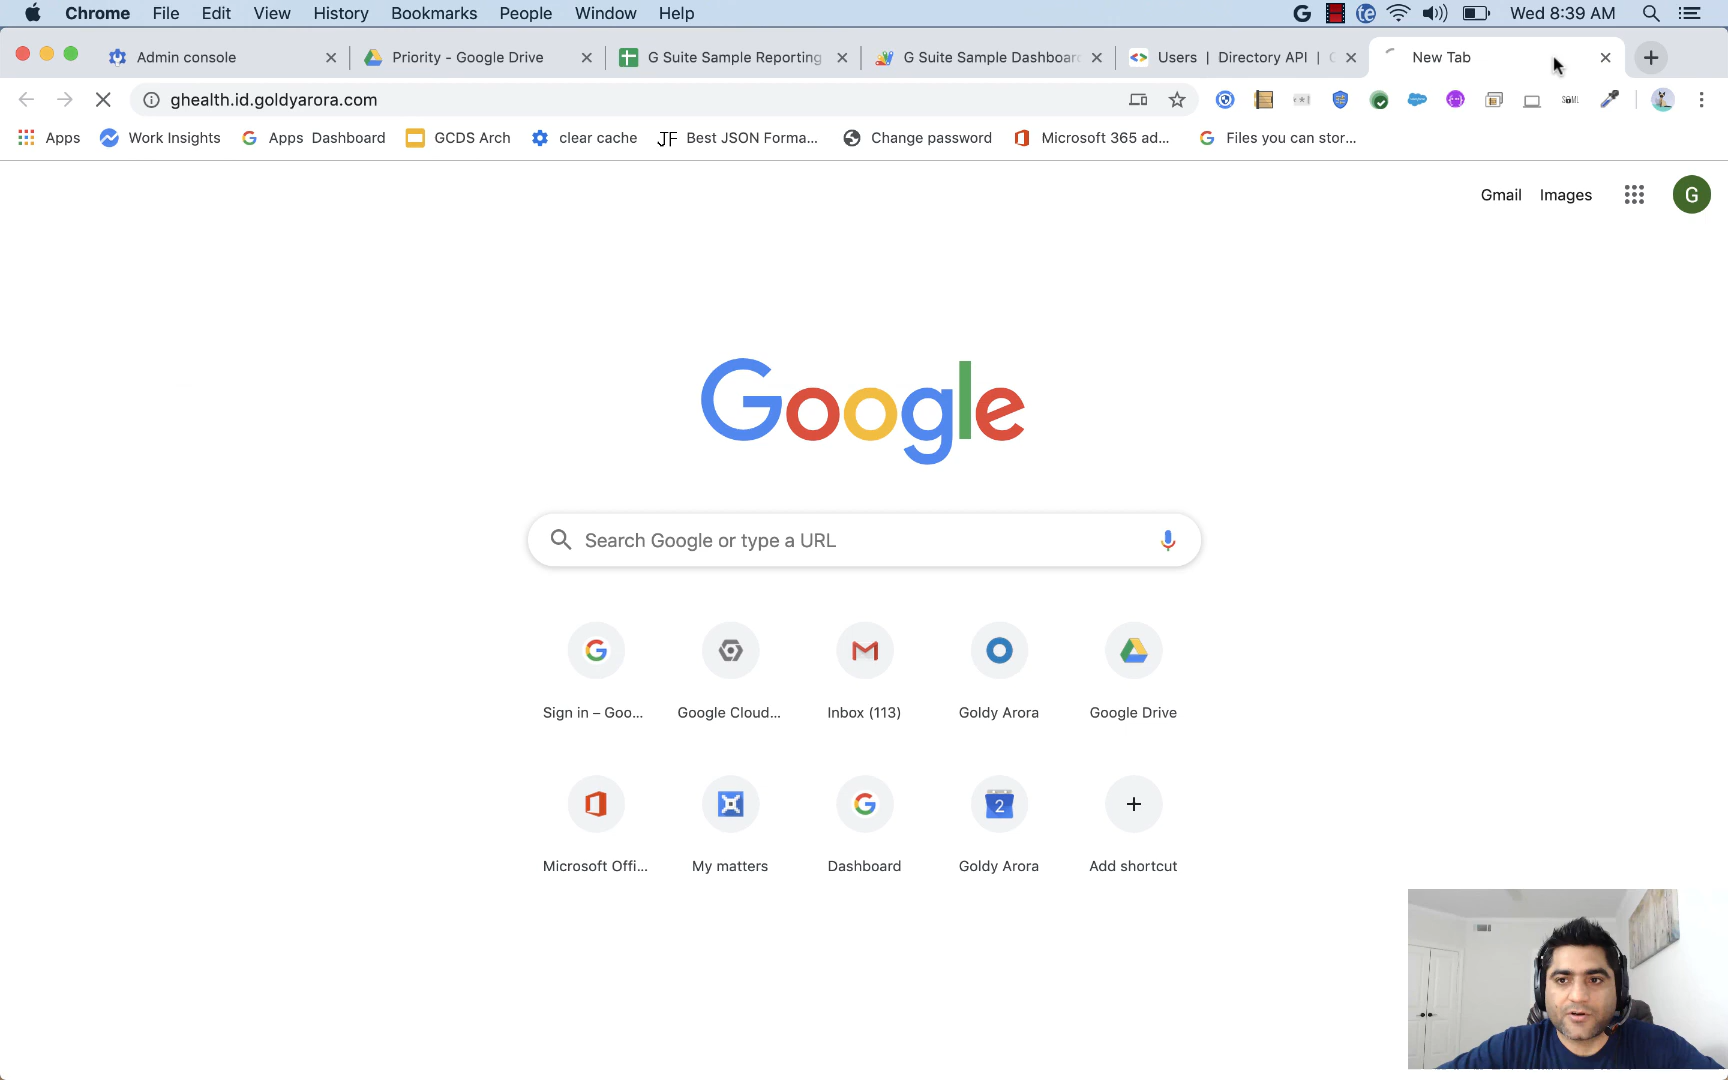 Chrome File Edit View History Bookmarks People Window Help Wed 8:39 AM
Admin console Priority - Google Drive G Suite Sample Reporting G Suite Sample Dashboard Users | Directory API | New Tab
ghealth.id.goldyarora.com
Apps Work Insights Apps Dashboard GCDS Arch clear cache JF Best JSON Forma... Change password Microsoft 365 ad... Files you can stor...
Gmail Images G
Google
Search Google or type a URL
Sign in – Goo... Google Cloud... Inbox (113) Goldy Arora Google Drive
2
Microsoft Offi... My matters Dashboard Goldy Arora Add shortcut